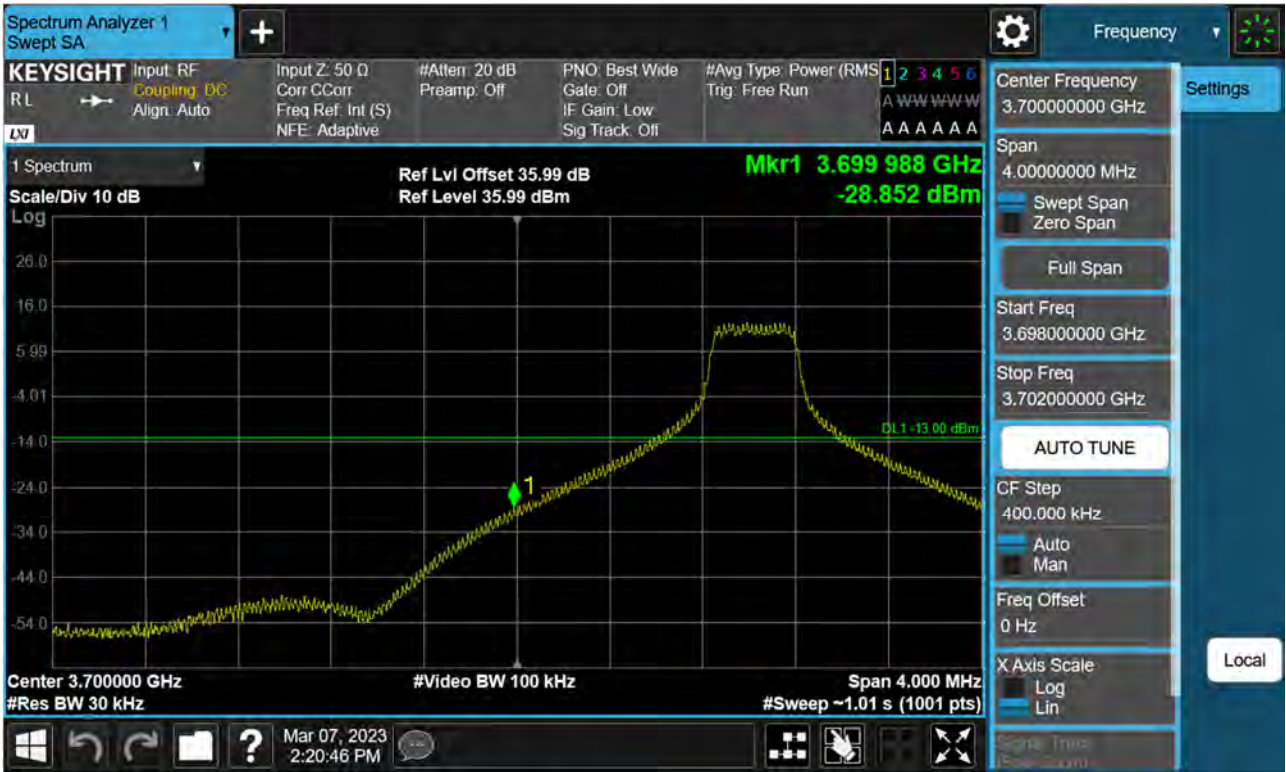 Spectrum Analyzer 1
Swept SA
Frequency
KEYSIGHT
RL
LXI
Input: RF
Coupling: DC
Align: Auto
Input Z: 50 Ω
Corr CCorr
Freq Ref: Int (S)
NFE: Adaptive
#Atten: 20 dB
Preamp: Off
PNO: Best Wide
Gate: Off
IF Gain: Low
Sig Track: Off
#Avg Type: Power (RMS
Trig: Free Run
1 2 3 4 5 6
A W W W W W
A A A A A A
1 Spectrum
Scale/Div 10 dB
Log
Ref Lvl Offset 35.99 dB
Ref Level 35.99 dBm
Mkr1 3.699 988 GHz
-28.852 dBm
26.0
16.0
5.99
-4.01
-14.0
-24.0
-34.0
-44.0
-54.0
DL1 -13.00 dBm
1
Center 3.700000 GHz
#Res BW 30 kHz
#Video BW 100 kHz
Span 4.000 MHz
#Sweep ~1.01 s (1001 pts)
Center Frequency
3.700000000 GHz
Settings
Span
4.00000000 MHz
Swept Span
Zero Span
Full Span
Start Freq
3.698000000 GHz
Stop Freq
3.702000000 GHz
AUTO TUNE
CF Step
400.000 kHz
Auto
Man
Freq Offset
0 Hz
X Axis Scale
Log
Lin
Local
Signal Track
(Span Zoom)
?
Mar 07, 2023
2:20:46 PM